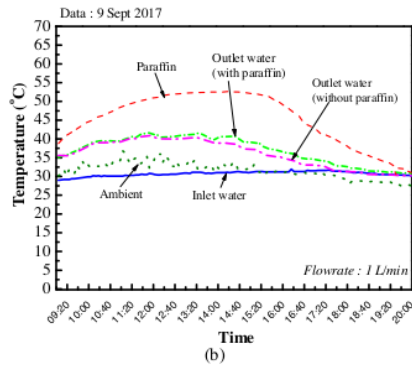 Data : 9 Sept 2017
70
65
60
55
50
45
40
35
30
25
20
15
10
5
0
Temperature (°C)
Paraffin
Outlet water
(with paraffin)
Outlet water
(without paraffin)
Ambient
Inlet water
Flowrate : 1 L/min
09:20
10:00
10:40
11:20
12:00
12:40
13:20
14:00
14:40
15:20
16:00
16:40
17:20
18:00
18:40
19:20
20:00
Time
(b)